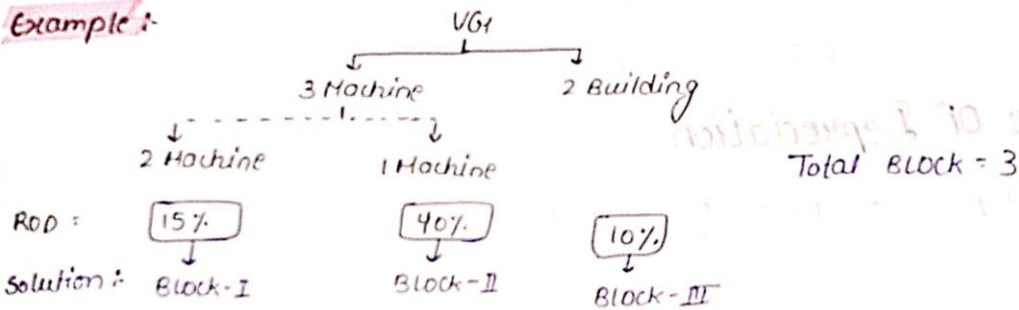 Example :-
VG1
3 Machine 2 Building
2 Machine 1 Machine
Total BLOCK = 3
ROD : 15% 40% 10%
Solution :- BLOCK-I BLOCK-II BLOCK-III